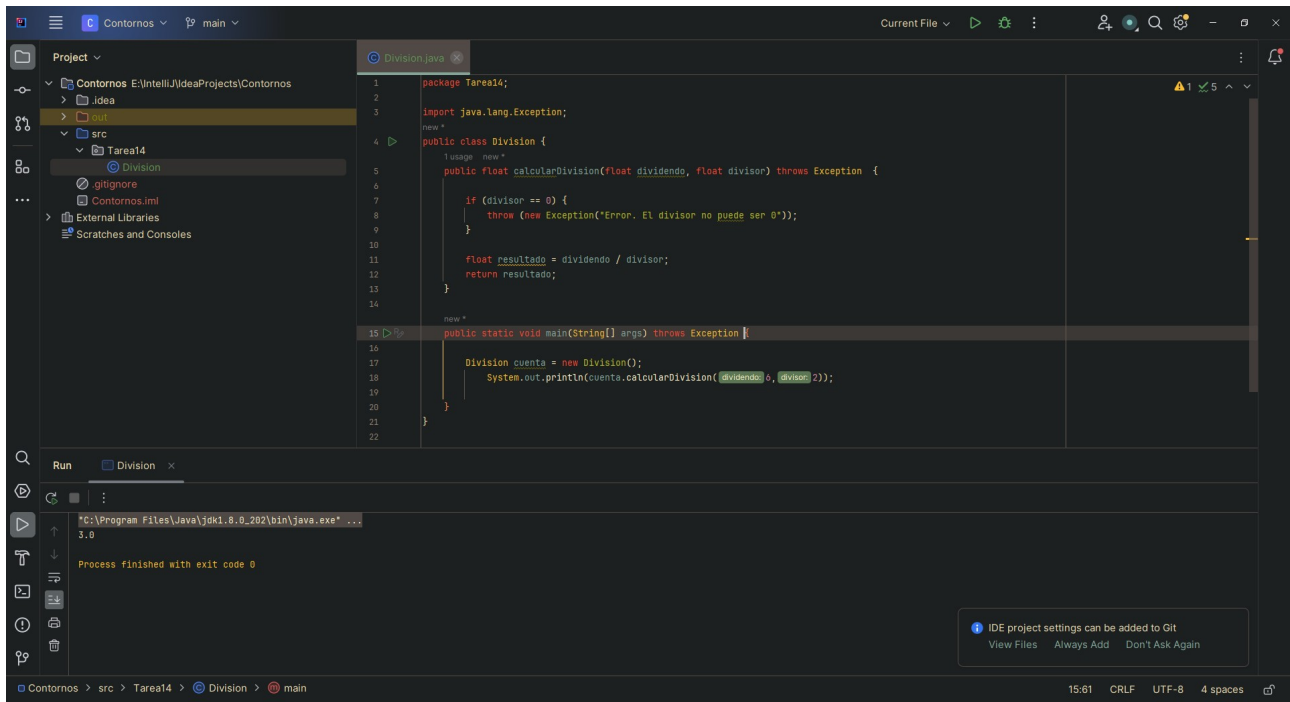 C Contornos main Current File
Project
Division.java
Contornos E:\IntelliJ\IdeaProjects\Contornos
.idea
out
src
Tarea14
Division
.gitignore
Contornos.iml
External Libraries
Scratches and Consoles
1 5
1 package Tarea14;
2
3 import java.lang.Exception;
new *
4 public class Division {
1 usage new *
5 public float calcularDivision(float dividendo, float divisor) throws Exception {
6
7 if (divisor == 0) {
8 throw (new Exception("Error. El divisor no puede ser 0"));
9 }
10
11 float resultado = dividendo / divisor;
12 return resultado;
13 }
14
new *
15 public static void main(String[] args) throws Exception {
16
17 Division cuenta = new Division();
18 System.out.println(cuenta.calcularDivision( dividendo: 6, divisor: 2));
19
20 }
21 }
22
Run Division
"C:\Program Files\Java\jdk1.8.0_202\bin\java.exe" ...
3.0
Process finished with exit code 0
IDE project settings can be added to Git
View Files Always Add Don't Ask Again
Contornos > src > Tarea14 > Division > main 15:61 CRLF UTF-8 4 spaces